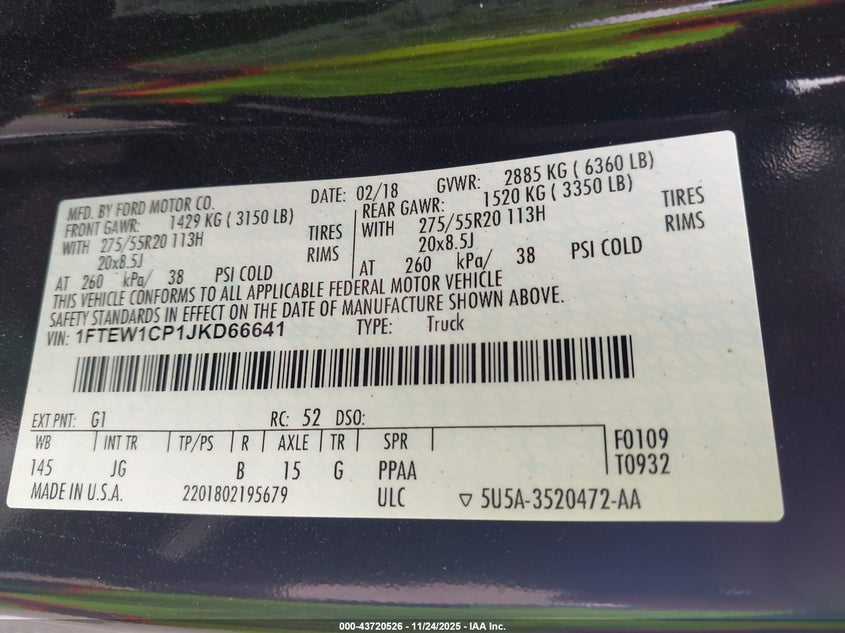 MFD. BY FORD MOTOR CO. DATE: 02/18 GVWR: 2885 KG ( 6360 LB)
FRONT GAWR: 1429 KG ( 3150 LB) REAR GAWR: 1520 KG ( 3350 LB)
WITH 275/55R20 113H TIRES WITH 275/55R20 113H TIRES
20x8.5J RIMS 20x8.5J RIMS
AT 260 kPa/ 38 PSI COLD AT 260 kPa/ 38 PSI COLD
THIS VEHICLE CONFORMS TO ALL APPLICABLE FEDERAL MOTOR VEHICLE
SAFETY STANDARDS IN EFFECT ON THE DATE OF MANUFACTURE SHOWN ABOVE.
VIN: 1FTEW1CP1JKD66641 TYPE: Truck
EXT PNT: G1 RC: 52 DSO:
WB INT TR TP/PS R AXLE TR SPR F0109
145 JG B 15 G PPAA T0932
MADE IN U.S.A. 2201802195679 ULC ▽ 5U5A-3520472-AA
000-43720526 - 11/24/2025 - IAA Inc.